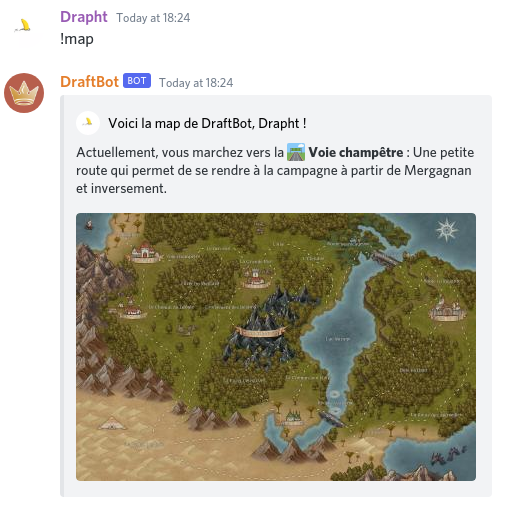 Drapht Today at 18:24
!map
DraftBot BOT Today at 18:24
Voici la map de DraftBot, Drapht !
Actuellement, vous marchez vers la Voie champêtre : Une petite
route qui permet de se rendre à la campagne à partir de Mergagnan
et inversement.